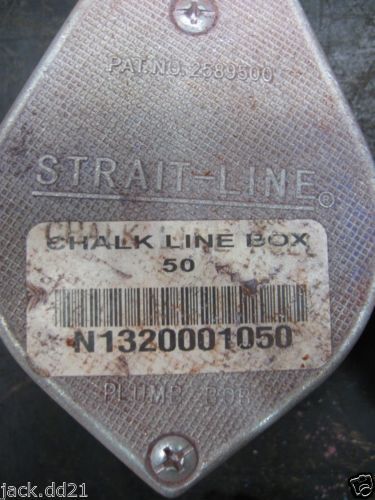 PAT.NO. 2589500
STRAIT-LINE
©
CHALK LINE BOX
50
N1320001050
PLUMB BOB
jack.dd21